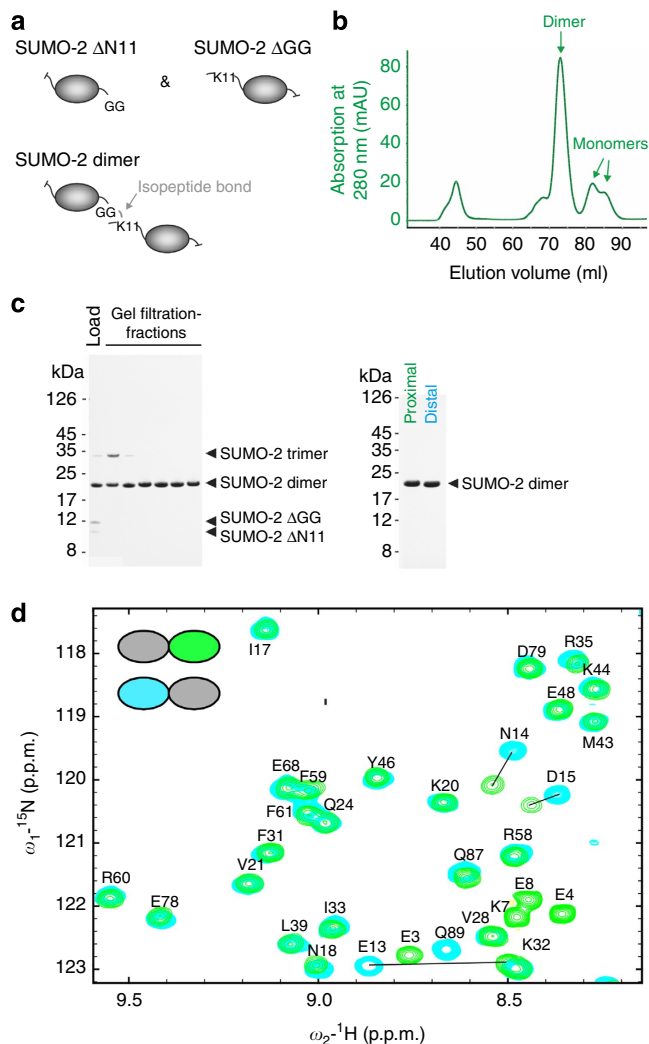 a
SUMO-2 ΔN11
SUMO-2 ΔGG
GG
&
K11
SUMO-2 dimer
Isopeptide bond
GG
K11
b
Dimer
Monomers
Absorption at
280 nm (mAU)
80
60
40
20
0
40 50 60 70 80 90
Elution volume (ml)
c
Load
Gel filtration-
fractions
kDa
126
45
35
25
17
12
8
SUMO-2 trimer
SUMO-2 dimer
SUMO-2 ΔGG
SUMO-2 ΔN11
kDa
Proximal
Distal
126
45
35
25
17
12
8
SUMO-2 dimer
d
118
119
120
121
122
123
ω1-15N (p.p.m.)
I17
D79
R35
K44
E48
N14
M43
E68
F59
Y46
D15
K20
F61
Q24
F31
R58
V21
Q87
R60
E78
I33
K7
E8
E4
L39
V28
N18
E13
E3
Q89
K32
9.5 9.0 8.5
ω2-1H (p.p.m.)